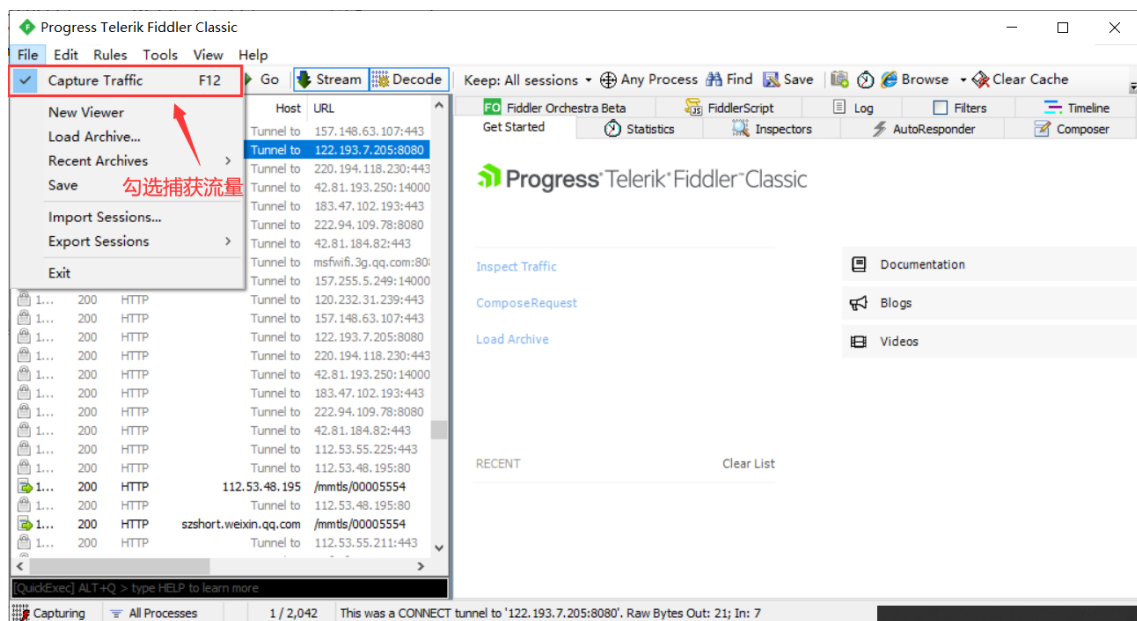 Progress Telerik Fiddler Classic
File Edit Rules Tools View Help
Capture Traffic F12 Go Stream Decode Keep: All sessions Any Process Find Save Browse Clear Cache
New Viewer
Load Archive...
Recent Archives
Save
勾选捕获流量
Import Sessions...
Export Sessions
Exit
Host URL
Tunnel to 157.148.63.107:443
Tunnel to 122.193.7.205:8080
Tunnel to 220.194.118.230:443
Tunnel to 42.81.193.250:14000
Tunnel to 183.47.102.193:443
Tunnel to 222.94.109.78:8080
Tunnel to 42.81.184.82:443
Tunnel to msfwifi.3g.qq.com:80
Tunnel to 157.255.5.249:14000
1... 200 HTTP Tunnel to 120.232.31.239:443
1... 200 HTTP Tunnel to 157.148.63.107:443
1... 200 HTTP Tunnel to 122.193.7.205:8080
1... 200 HTTP Tunnel to 220.194.118.230:443
1... 200 HTTP Tunnel to 42.81.193.250:14000
1... 200 HTTP Tunnel to 183.47.102.193:443
1... 200 HTTP Tunnel to 222.94.109.78:8080
1... 200 HTTP Tunnel to 42.81.184.82:443
1... 200 HTTP Tunnel to 112.53.55.225:443
1... 200 HTTP Tunnel to 112.53.48.195:80
1... 200 HTTP 112.53.48.195 /mmtls/00005554
1... 200 HTTP Tunnel to 112.53.48.195:80
1... 200 HTTP szshort.weixin.qq.com /mmtls/00005554
1... 200 HTTP Tunnel to 112.53.55.211:443
FO Fiddler Orchestra Beta FiddlerScript Log Filters Timeline
Get Started Statistics Inspectors AutoResponder Composer
Progress Telerik Fiddler Classic
Inspect Traffic
ComposeRequest
Load Archive
Documentation
Blogs
Videos
RECENT Clear List
[QuickExec] ALT+Q > type HELP to learn more
Capturing All Processes 1 / 2,042 This was a CONNECT tunnel to '122.193.7.205:8080'. Raw Bytes Out: 21; In: 7